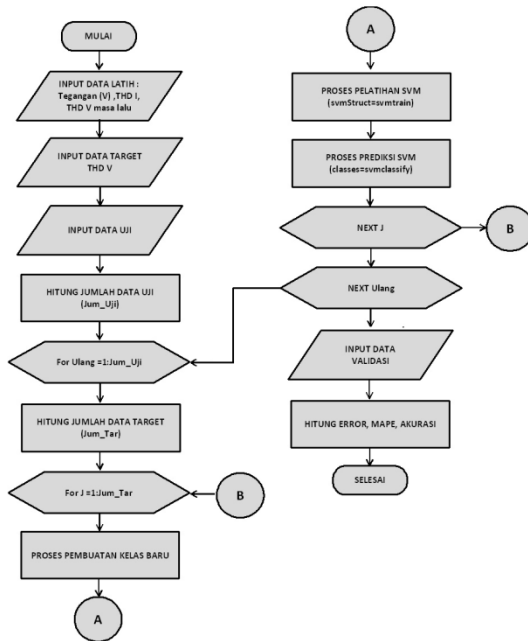 MULAI
INPUT DATA LATIH :
Tegangan (V) ,THD I,
THD V masa lalu
INPUT DATA TARGET
THD V
INPUT DATA UJI
HITUNG JUMLAH DATA UJI
(Jum_Uji)
For Ulang =1:Jum_Uji
HITUNG JUMLAH DATA TARGET
(Jum_Tar)
For J =1:Jum_Tar
B
PROSES PEMBUATAN KELAS BARU
A
A
PROSES PELATIHAN SVM
(svmStruct=svmtrain)
PROSES PREDIKSI SVM
(classes=svmclassify)
NEXT J
B
NEXT Ulang
INPUT DATA
VALIDASI
HITUNG ERROR, MAPE, AKURASI
SELESAI